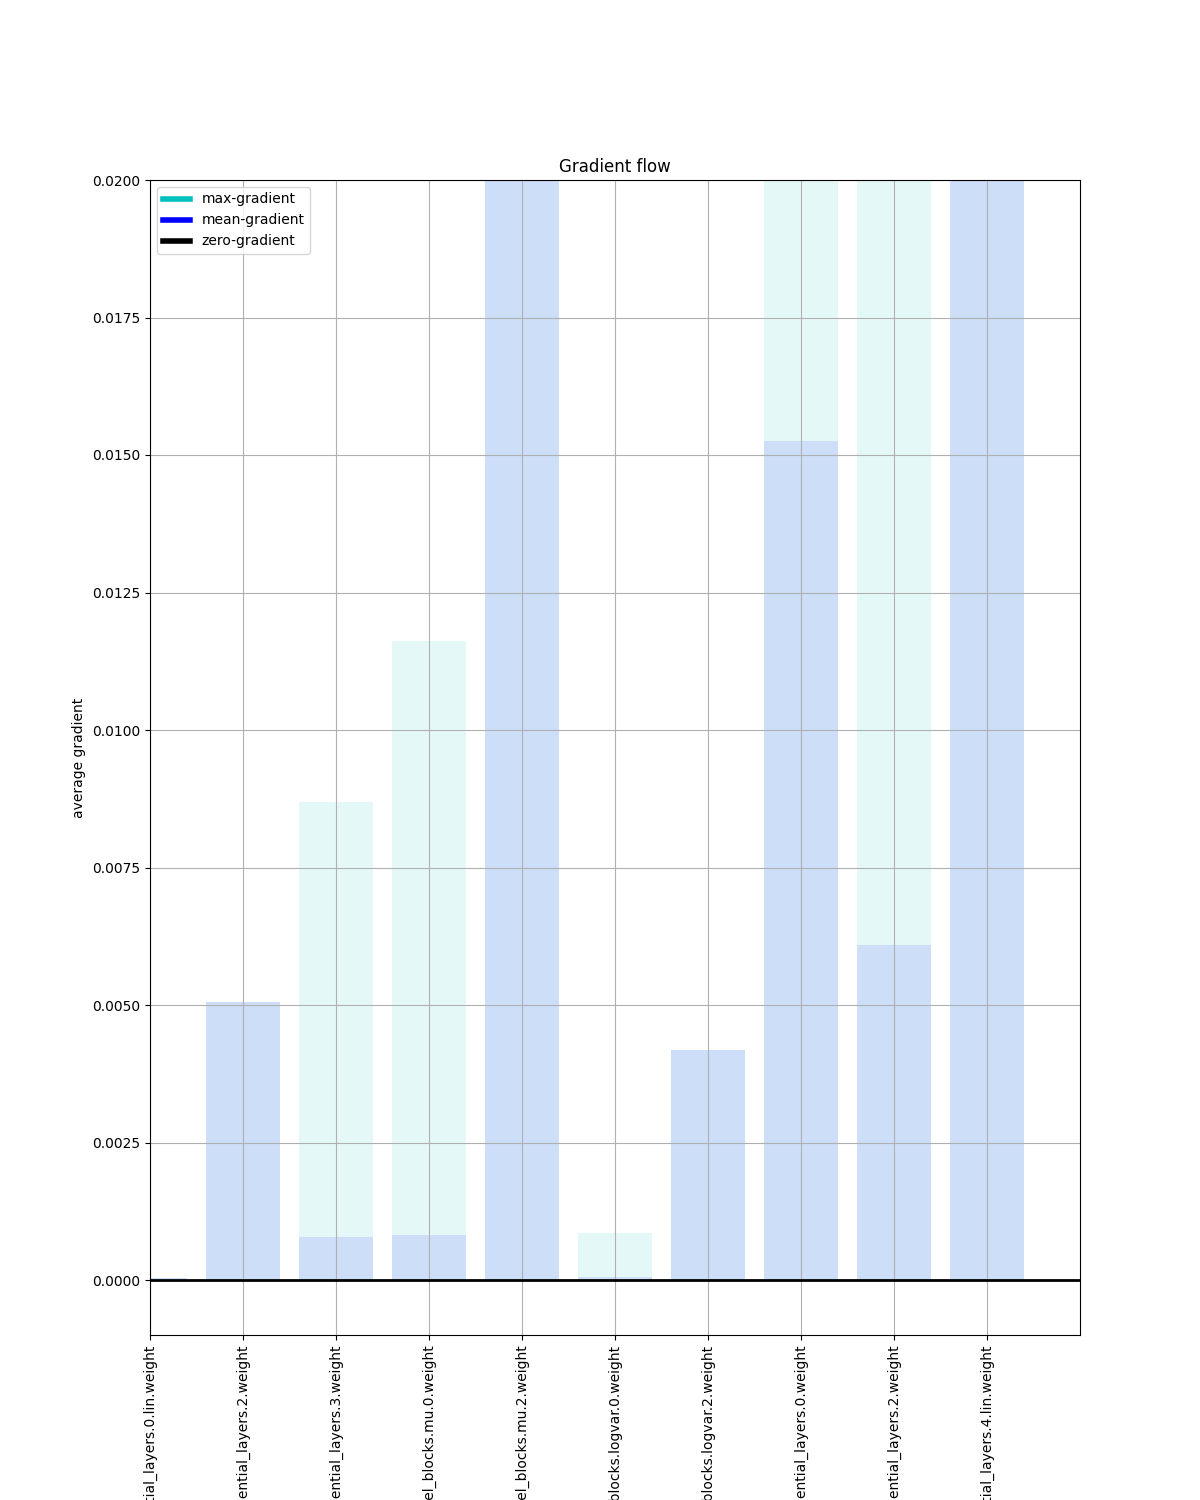 Gradient flow
max-gradient
mean-gradient
zero-gradient
0.0200
0.0175
0.0150
0.0125
0.0100
0.0075
0.0050
0.0025
0.0000
average gradient
tial_layers.0.lin.weight
ential_layers.2.weight
ential_layers.3.weight
el_blocks.mu.0.weight
el_blocks.mu.2.weight
blocks.logvar.0.weight
blocks.logvar.2.weight
ential_layers.0.weight
ential_layers.2.weight
tial_layers.4.lin.weight